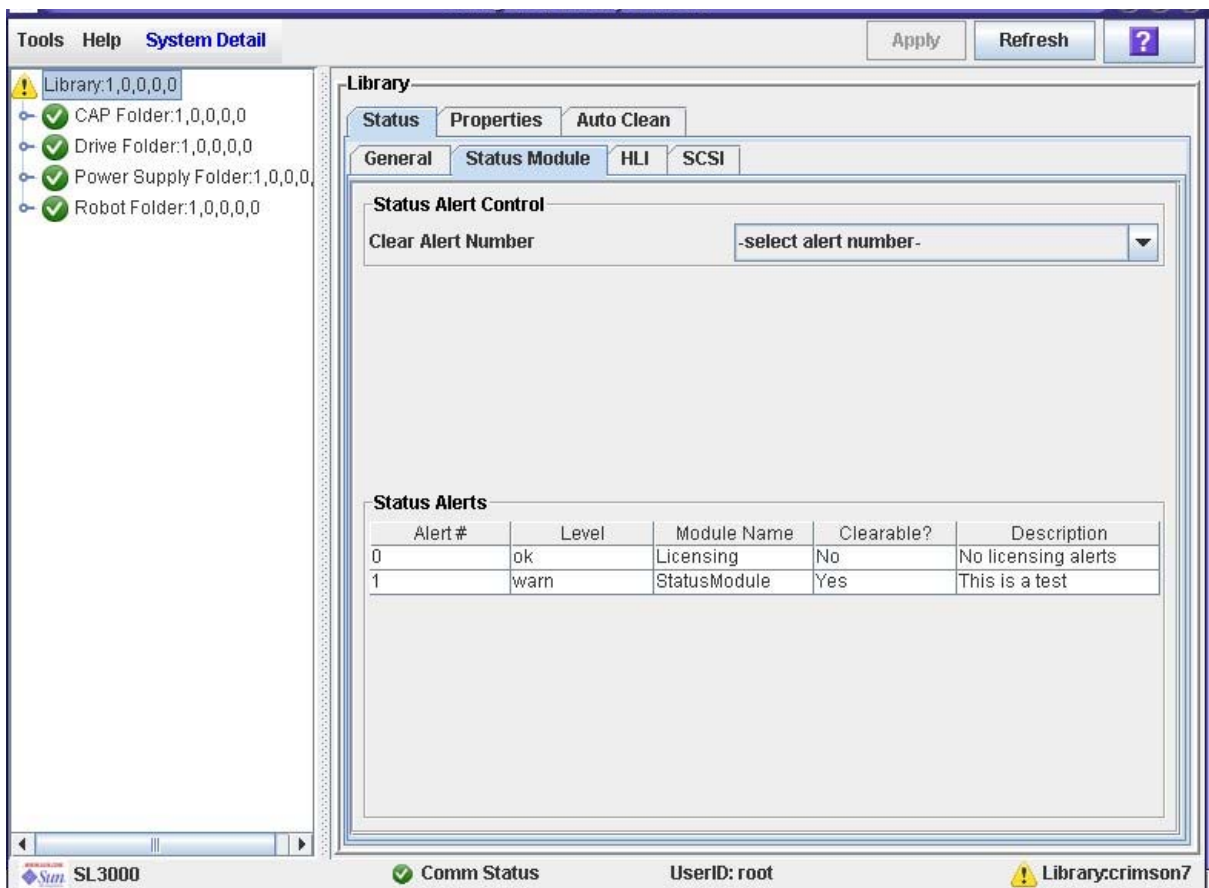 Tools Help System Detail Apply Refresh ?
Library:1,0,0,0,0
CAP Folder:1,0,0,0,0
Drive Folder:1,0,0,0,0
Power Supply Folder:1,0,0,0,
Robot Folder:1,0,0,0,0
Library
Status Properties Auto Clean
General Status Module HLI SCSI
Status Alert Control
Clear Alert Number -select alert number-
Status Alerts
Alert # Level Module Name Clearable? Description
0 ok Licensing No No licensing alerts
1 warn StatusModule Yes This is a test
Sun SL3000 Comm Status UserID: root Library:crimson7